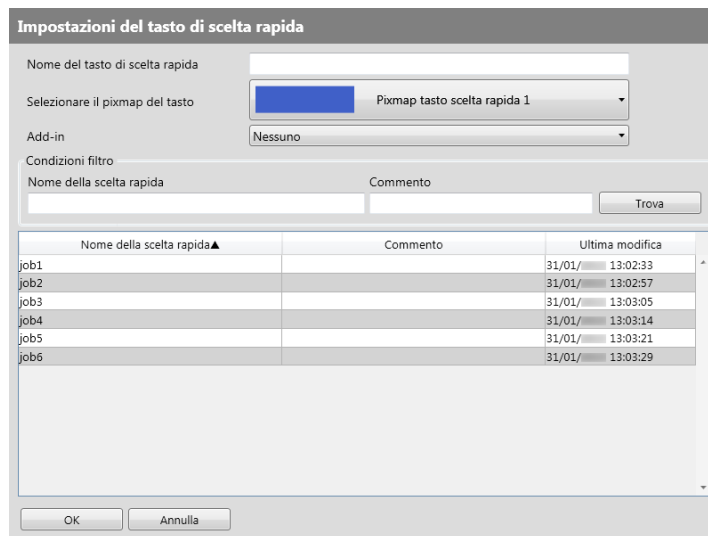 Impostazioni del tasto di scelta rapida
Nome del tasto di scelta rapida
Selezionare il pixmap del tasto Pixmap tasto scelta rapida 1
Add-in Nessuno
Condizioni filtro
Nome della scelta rapida Commento
Trova
Nome della scelta rapida▲ Commento Ultima modifica
job1 31/01/ 13:02:33
job2 31/01/ 13:02:57
job3 31/01/ 13:03:05
job4 31/01/ 13:03:14
job5 31/01/ 13:03:21
job6 31/01/ 13:03:29
OK Annulla